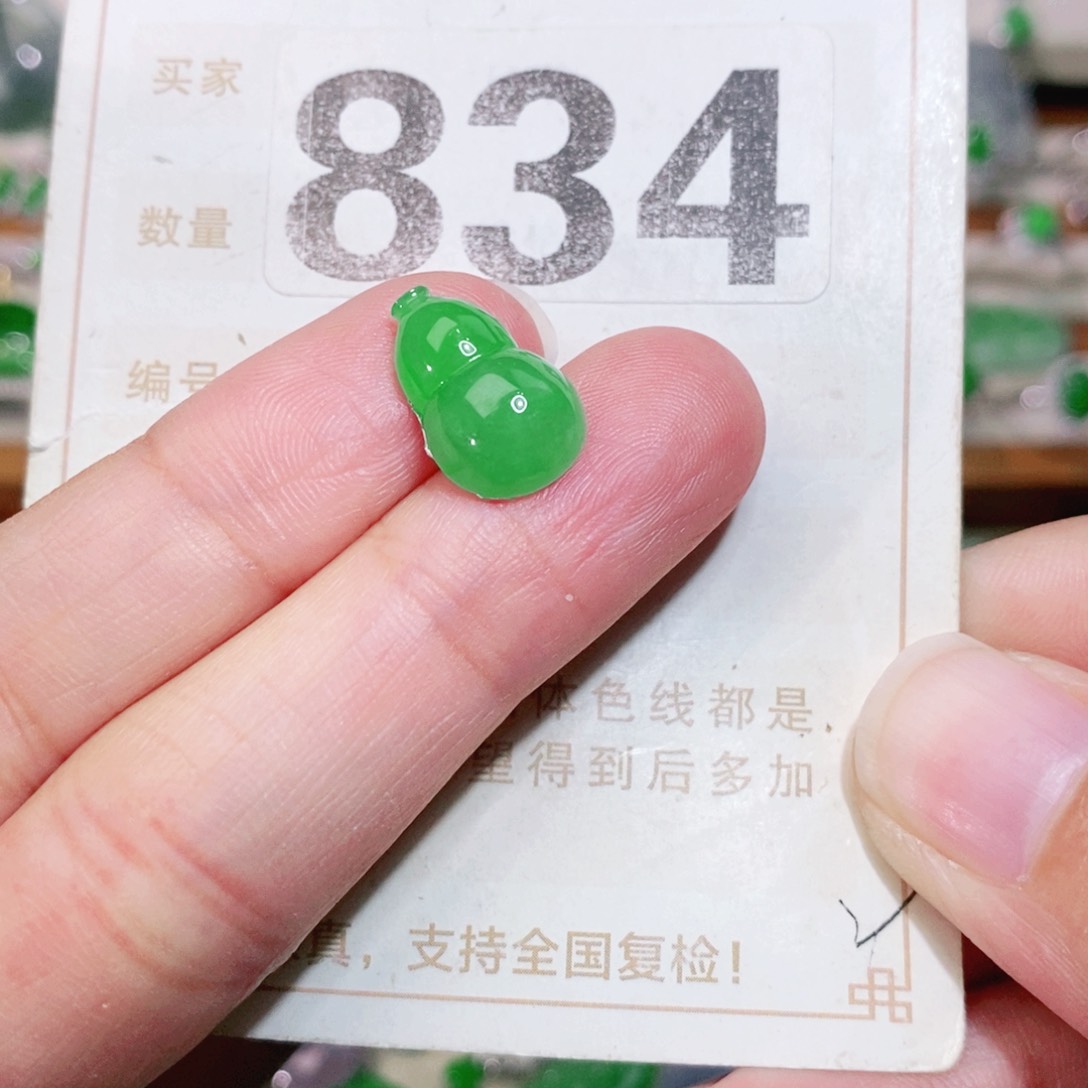 买家
834
数量
编号
体色线都是
望得到后多加
真，支持全国复检！